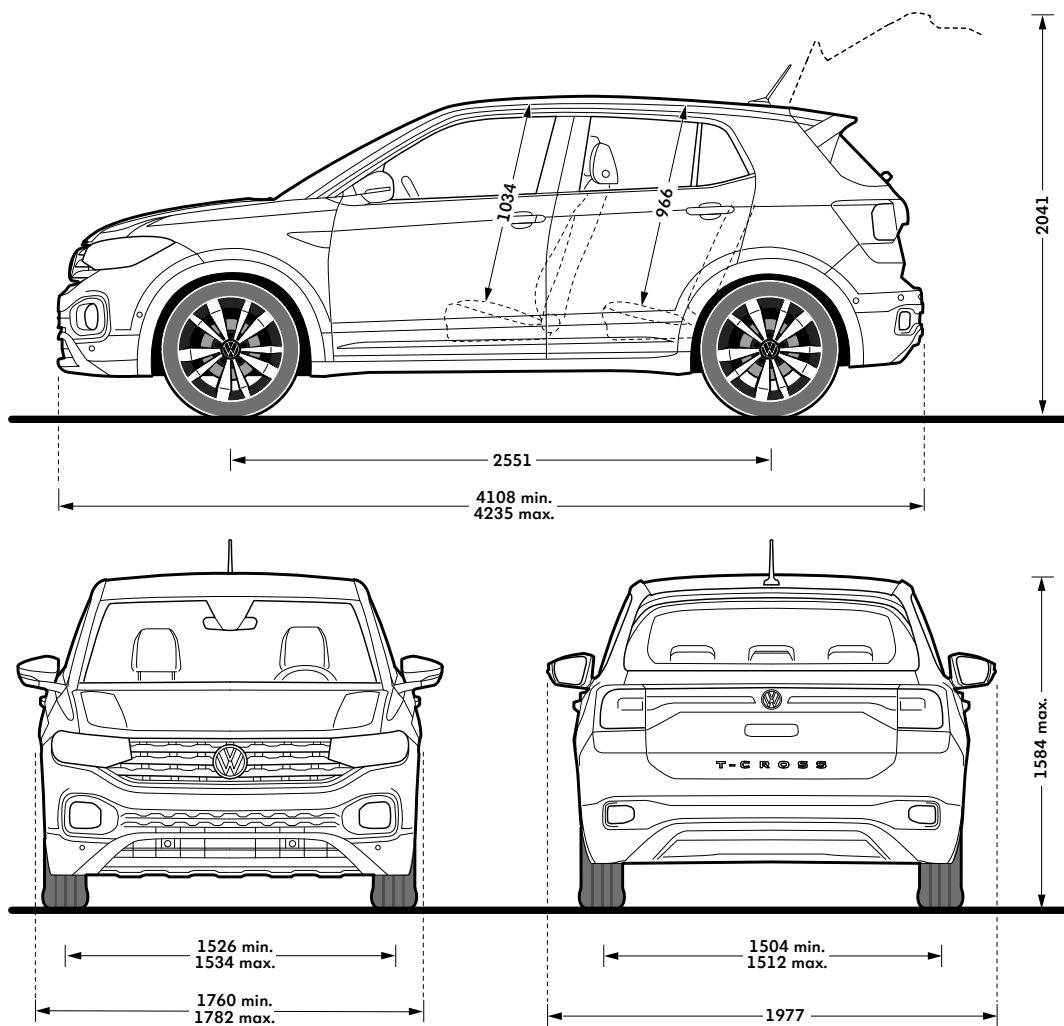 1034
966
2041
2551
4108 min.
4235 max.
T-CROSS
1584 max.
1526 min.
1534 max.
1504 min.
1512 max.
1760 min.
1782 max.
1977